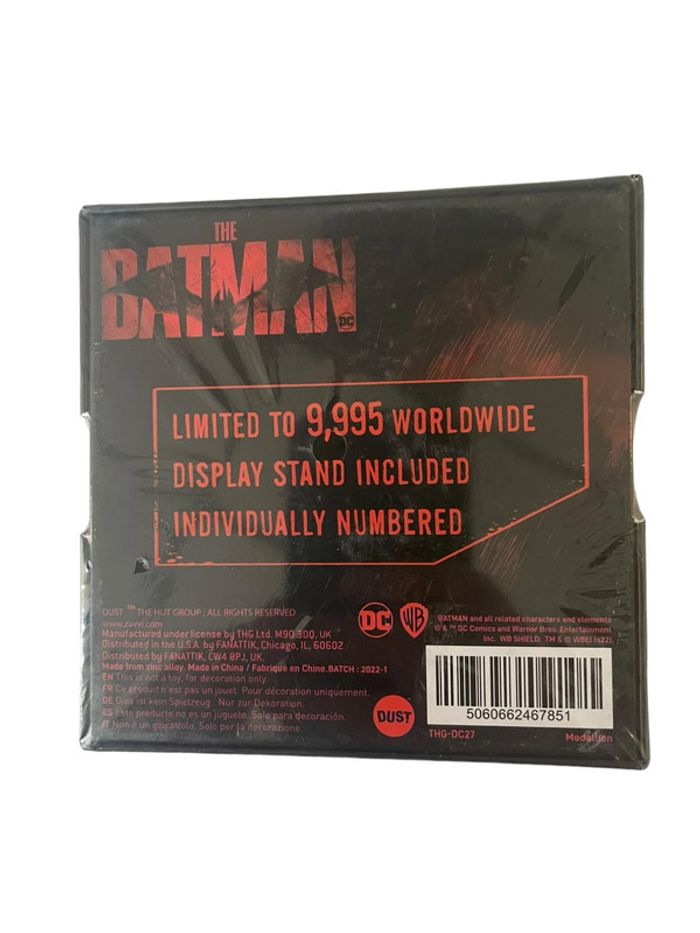 THE
BATMAN
DC
LIMITED TO 9,995 WORLDWIDE
DISPLAY STAND INCLUDED
INDIVIDUALLY NUMBERED
DUST ™ THE HUT GROUP ; ALL RIGHTS RESERVED
www.zavvi.com
Manufactured under license by THG Ltd. M90 3DQ, UK
Distributed in the U.S.A. by FANATTIK, Chicago, IL, 60602
Distributed by FANATTIK, CW4 8PJ, UK.
Made from zinc alloy. Made in China / Fabriqué en Chine. BATCH : 2022-1
EN This is not a toy, for decoration only
FR Ce produit n'est pas un jouet. Pour décoration uniquement.
DE Dies ist kein Spielzeug. Nur zur Dekoration.
ES Este producto no es un juguete. Solo para decoración.
IT Non è un giocattolo. Solo per la decorazione.
DC WB
BATMAN and all related characters and elements
© & ™ DC Comics and Warner Bros. Entertainment
Inc. WB SHIELD: TM & © WBEI (s22).
DUST
5060662467851
THG-DC27
Medallion